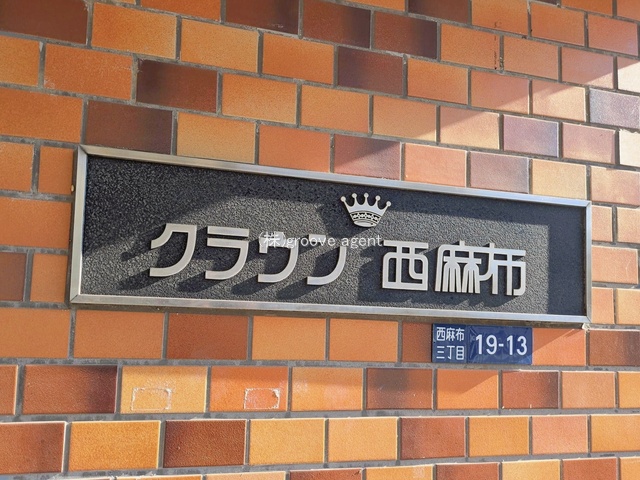 クラウン 西麻布
㈱groove agent
西麻布
三丁目
19-13